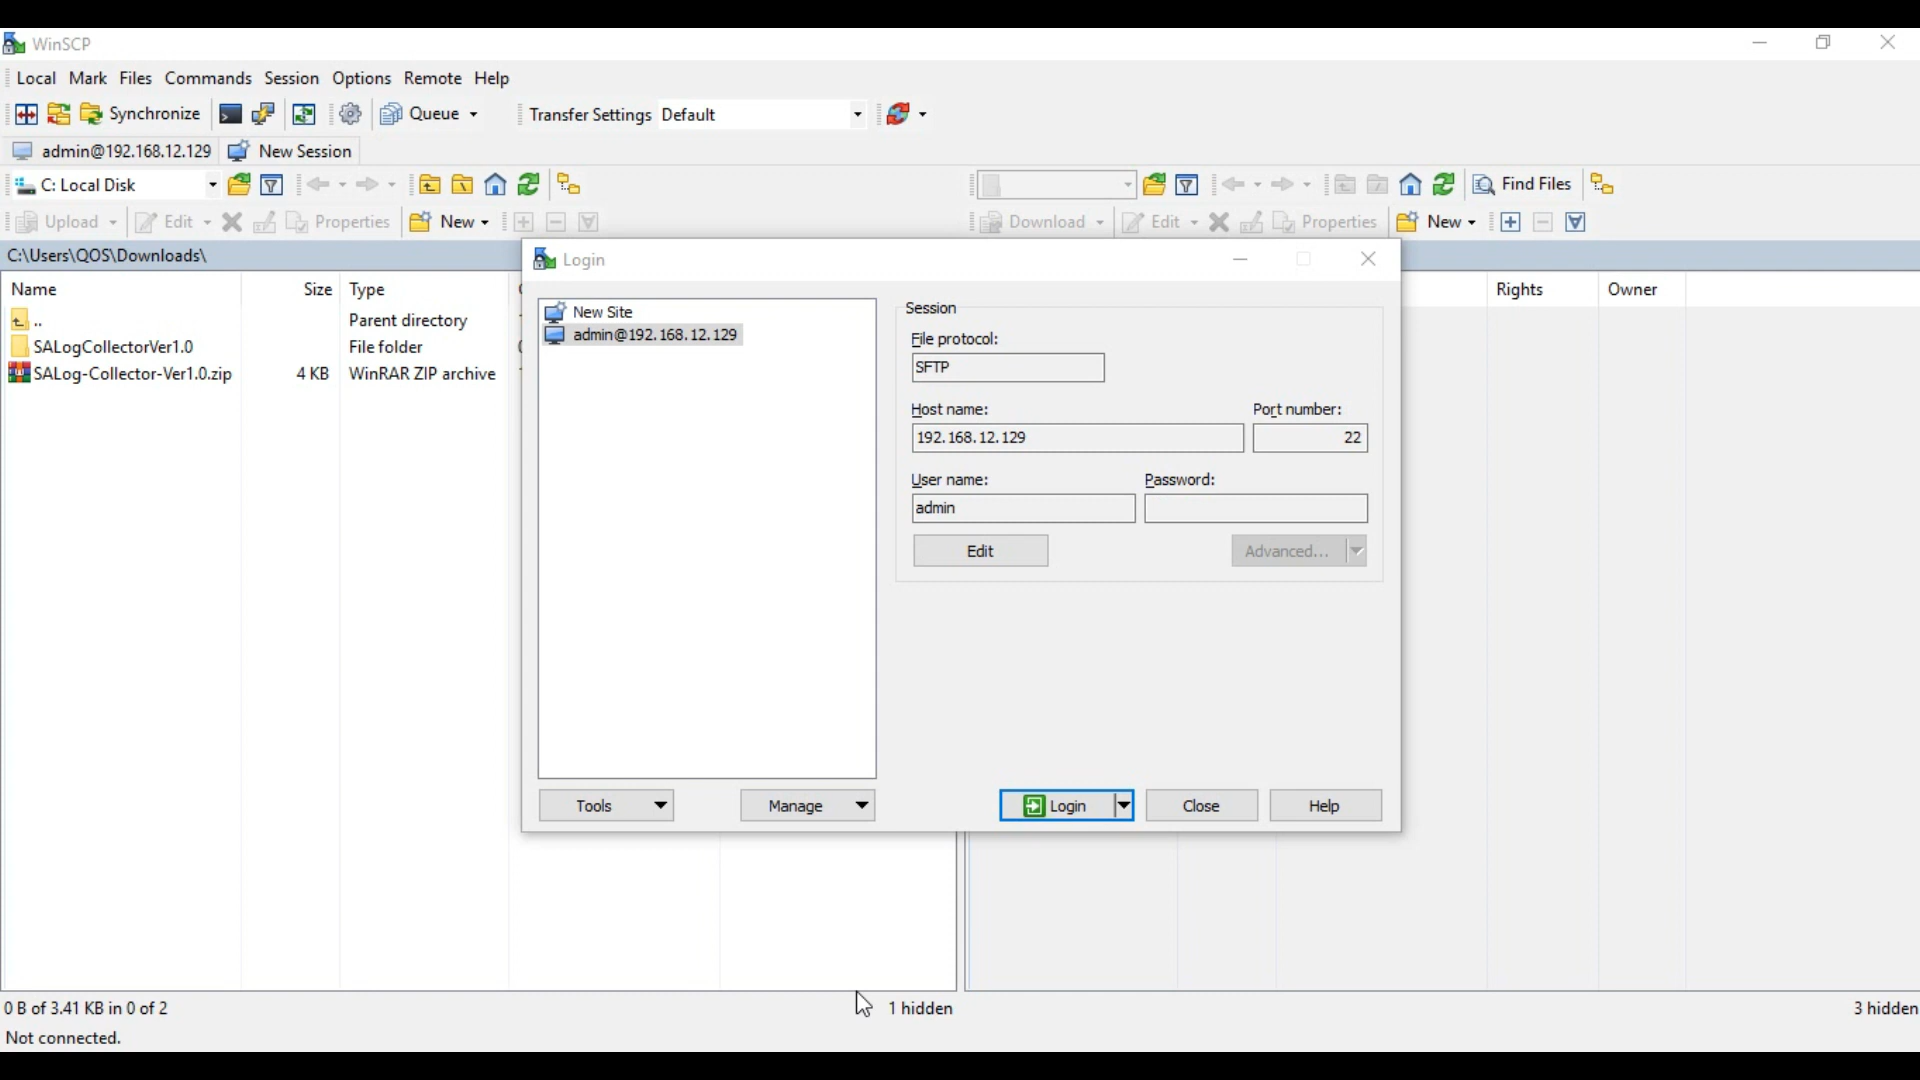 WinSCP
Local Mark Files Commands Session Options Remote Help
Synchronize Queue Transfer Settings Default
admin@192.168.12.129 New Session
C: Local Disk Find Files
Upload Edit Properties New Download Edit Properties New
C:\Users\QOS\Downloads\
Name Size Type Rights Owner
.. Parent directory
SALogCollectorVer1.0 File folder
SALog-Collector-Ver1.0.zip 4 KB WinRAR ZIP archive
Login
New Site
admin@192.168.12.129
Session
File protocol:
SFTP
Host name: Port number:
192.168.12.129 22
User name: Password:
admin
Edit Advanced...
Tools Manage Login Close Help
0 B of 3.41 KB in 0 of 2 1 hidden 3 hidden
Not connected.